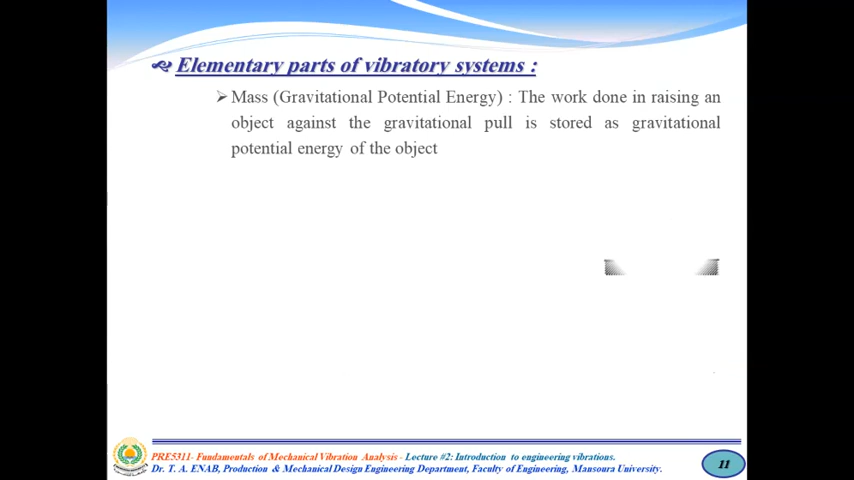 Elementary parts of vibratory systems :
Mass (Gravitational Potential Energy) : The work done in raising an
object against the gravitational pull is stored as gravitational
potential energy of the object
PRE5311- Fundamentals of Mechanical Vibration Analysis - Lecture #2: Introduction to engineering vibrations.
Dr. T. A. ENAB, Production & Mechanical Design Engineering Department, Faculty of Engineering, Mansoura University.
11